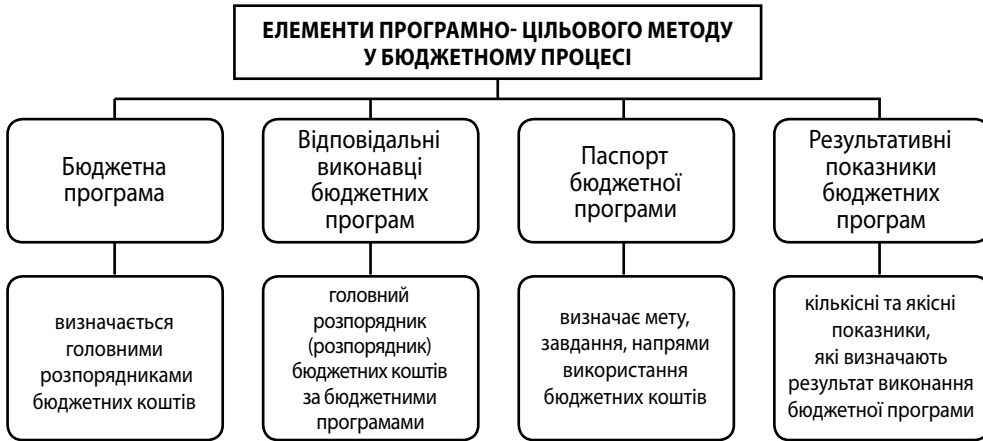 ЕЛЕМЕНТИ ПРОГРАМНО- ЦІЛЬОВОГО МЕТОДУ
У БЮДЖЕТНОМУ ПРОЦЕСІ
Бюджетна
програма
Відповідальні
виконавці
бюджетних
програм
Паспорт
бюджетної
програми
Результативні
показники
бюджетних
програм
визначається
головними
розпорядниками
бюджетних коштів
головний
розпорядник
(розпорядник)
бюджетних коштів
за бюджетними
програмами
визначає мету,
завдання, напрями
використання
бюджетних коштів
кількісні та якісні
показники,
які визначають
результат виконання
бюджетної програми